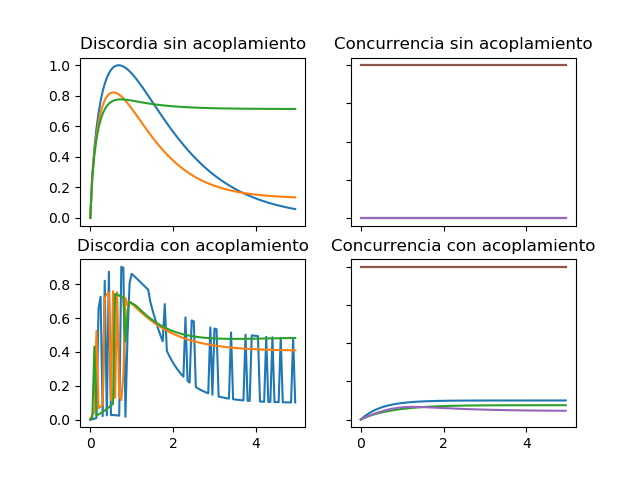 Discordia sin acoplamiento
Concurrencia sin acoplamiento
1.0
0.8
0.6
0.4
0.2
0.0
Discordia con acoplamiento
Concurrencia con acoplamiento
0.8
0.6
0.4
0.2
0.0
0 2 4
0 2 4